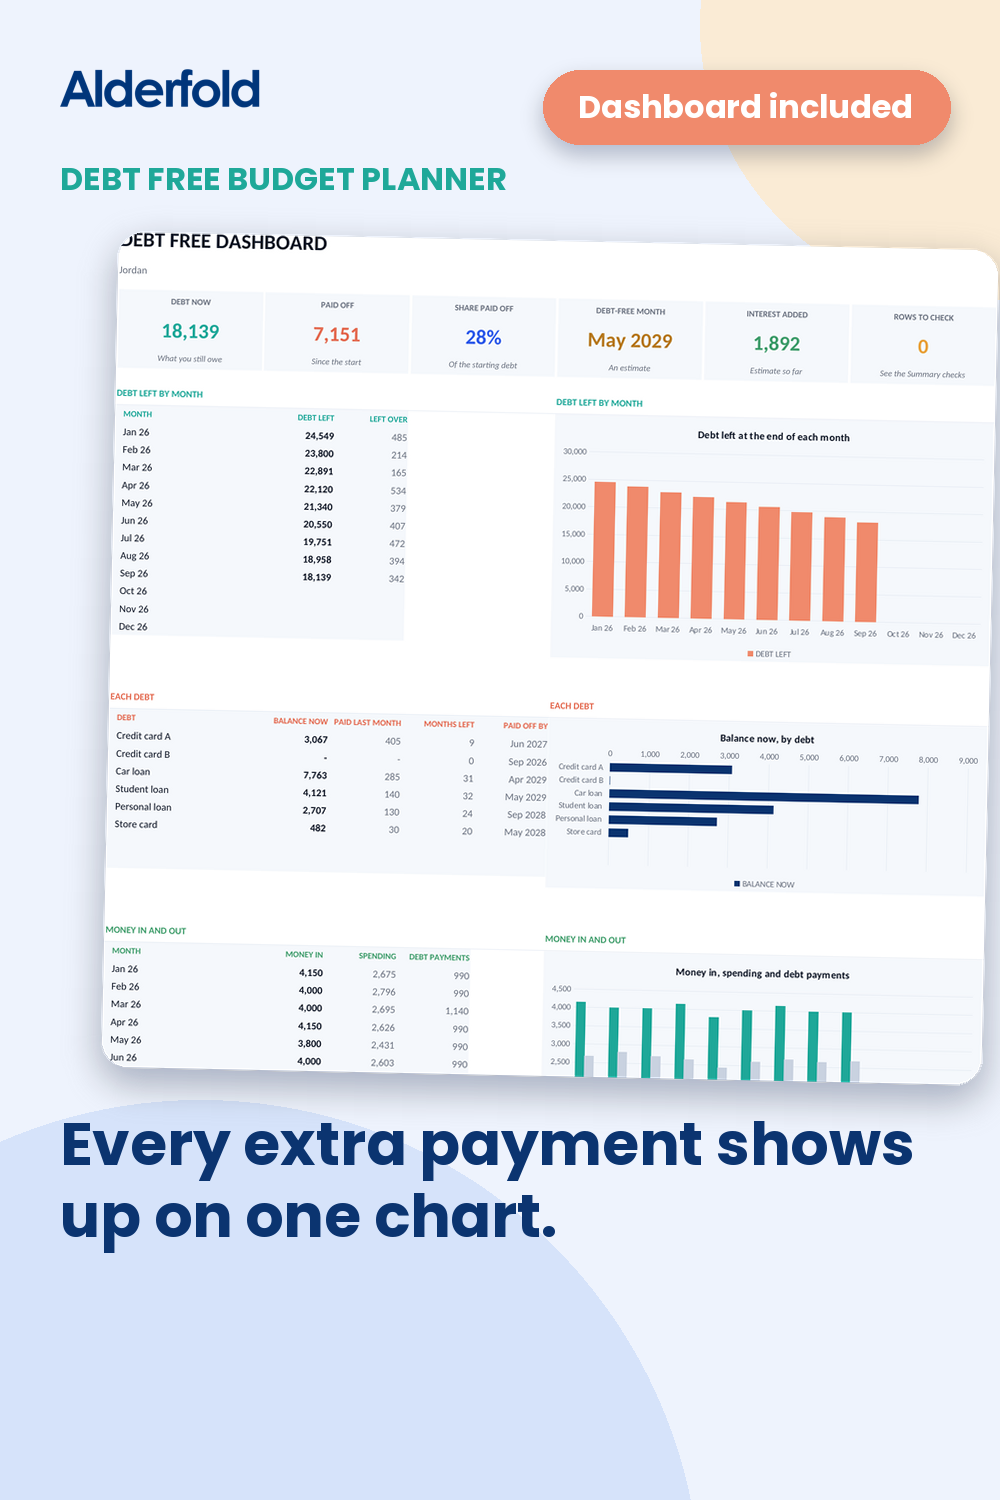 Alderfold
Dashboard included
DEBT FREE BUDGET PLANNER
DEBT FREE DASHBOARD
Jordan
DEBT NOW
18,139
What you still owe
PAID OFF
7,151
Since the start
SHARE PAID OFF
28%
Of the starting debt
DEBT-FREE MONTH
May 2029
An estimate
INTEREST ADDED
1,892
Estimate so far
ROWS TO CHECK
0
See the Summary checks
DEBT LEFT BY MONTH
MONTH DEBT LEFT LEFT OVER
Jan 26 24,549 485
Feb 26 23,800 214
Mar 26 22,891 165
Apr 26 22,120 534
May 26 21,340 379
Jun 26 20,550 407
Jul 26 19,751 472
Aug 26 18,958 394
Sep 26 18,139 342
Oct 26
Nov 26
Dec 26
DEBT LEFT BY MONTH
Debt left at the end of each month
30,000
25,000
20,000
15,000
10,000
5,000
0
Jan 26 Feb 26 Mar 26 Apr 26 May 26 Jun 26 Jul 26 Aug 26 Sep 26 Oct 26 Nov 26 Dec 26
DEBT LEFT
EACH DEBT
DEBT BALANCE NOW PAID LAST MONTH MONTHS LEFT PAID OFF BY
Credit card A 3,067 405 9 Jun 2027
Credit card B - - 0 Sep 2026
Car loan 7,763 285 31 Apr 2029
Student loan 4,121 140 32 May 2029
Personal loan 2,707 130 24 Sep 2028
Store card 482 30 20 May 2028
EACH DEBT
Balance now, by debt
0 1,000 2,000 3,000 4,000 5,000 6,000 7,000 8,000 9,000
Credit card A
Credit card B
Car loan
Student loan
Personal loan
Store card
BALANCE NOW
MONEY IN AND OUT
MONTH MONEY IN SPENDING DEBT PAYMENTS
Jan 26 4,150 2,675 990
Feb 26 4,000 2,796 990
Mar 26 4,000 2,695 1,140
Apr 26 4,150 2,626 990
May 26 3,800 2,431 990
Jun 26 4,000 2,603 990
MONEY IN AND OUT
Money in, spending and debt payments
4,500
4,000
3,500
3,000
2,500
Every extra payment shows
up on one chart.